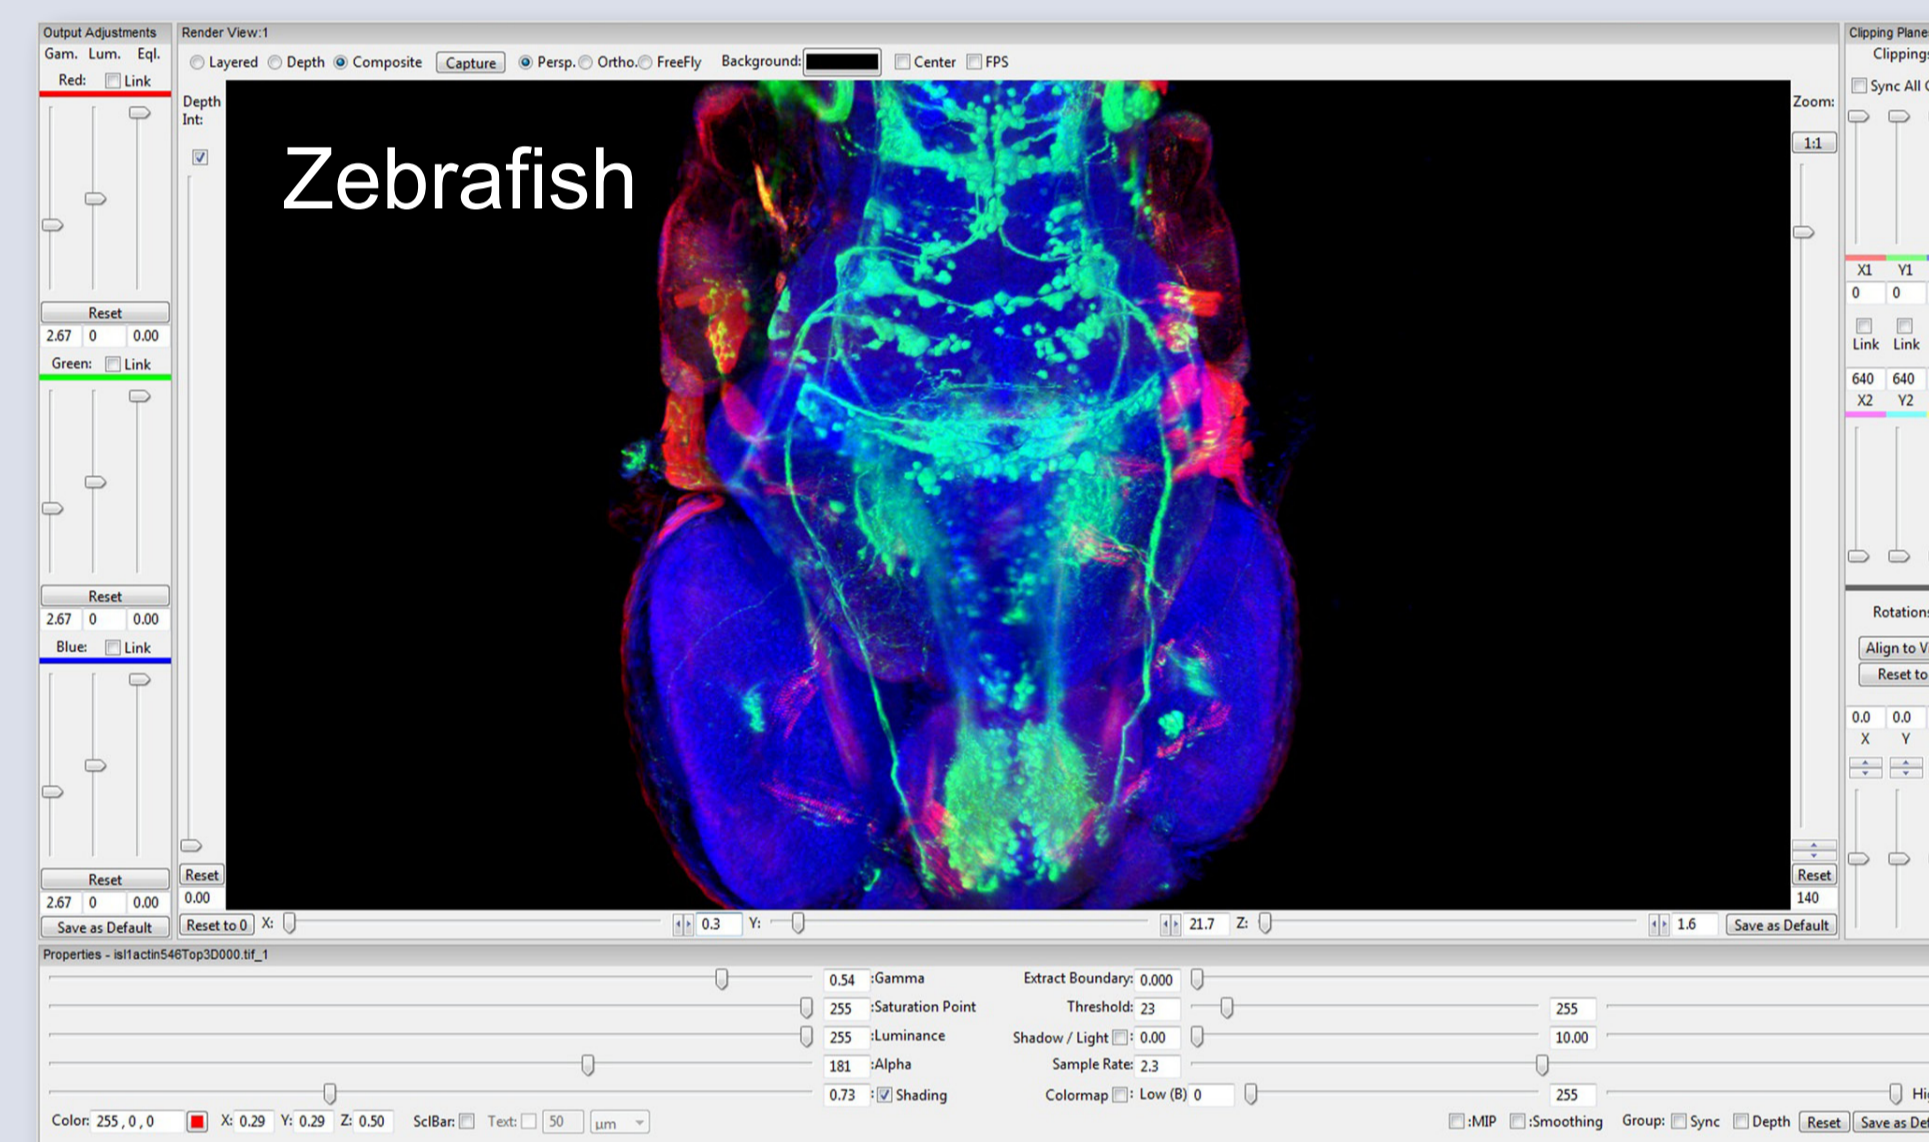 Output Adjustments
Gam. Lum. Eql.
Red: Link
Reset
2.67 0 0.00
Green: Link
Reset
2.67 0 0.00
Blue: Link
Reset
2.67 0 0.00
Save as Default
Render View:1
Layered Depth Composite Capture Persp. Ortho. FreeFly Background: Center FPS
Depth
Int:
Zebrafish
Reset
0.00
Reset to 0 X: 0.3 Y: 21.7 Z: 1.6 Save as Default
Zoom:
1:1
Reset
140
Clipping Plane
Clippings
Sync All
X1 Y1
0 0
Link Link
640 640
X2 Y2
Rotations
Align to V
Reset to
0.0 0.0
X Y
Properties - isl1actin546Top3D000.tif_1
0.54 :Gamma Extract Boundary: 0.000
255 :Saturation Point Threshold: 23 255
255 :Luminance Shadow / Light : 0.00 10.00
181 :Alpha Sample Rate: 2.3
0.73 : Shading Colormap : Low (B) 0 255 Hi
Color: 255 , 0 , 0 X: 0.29 Y: 0.29 Z: 0.50 SclBar: Text: 50 µm :MIP :Smoothing Group: Sync Depth Reset Save as Def